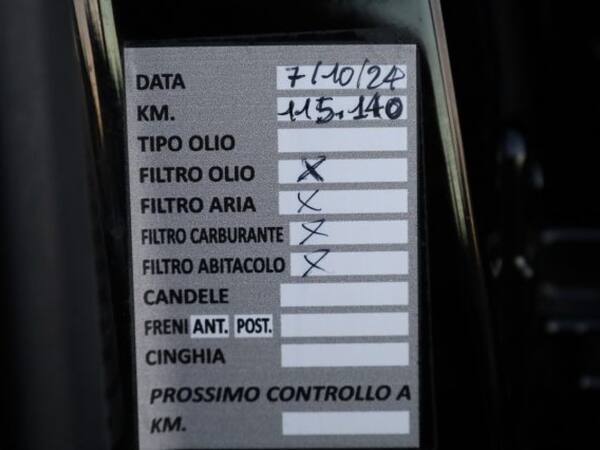 DATA 7/10/24
KM. 115.140
TIPO OLIO
FILTRO OLIO X
FILTRO ARIA X
FILTRO CARBURANTE X
FILTRO ABITACOLO X
CANDELE
FRENI ANT. POST.
CINGHIA
PROSSIMO CONTROLLO A
KM.